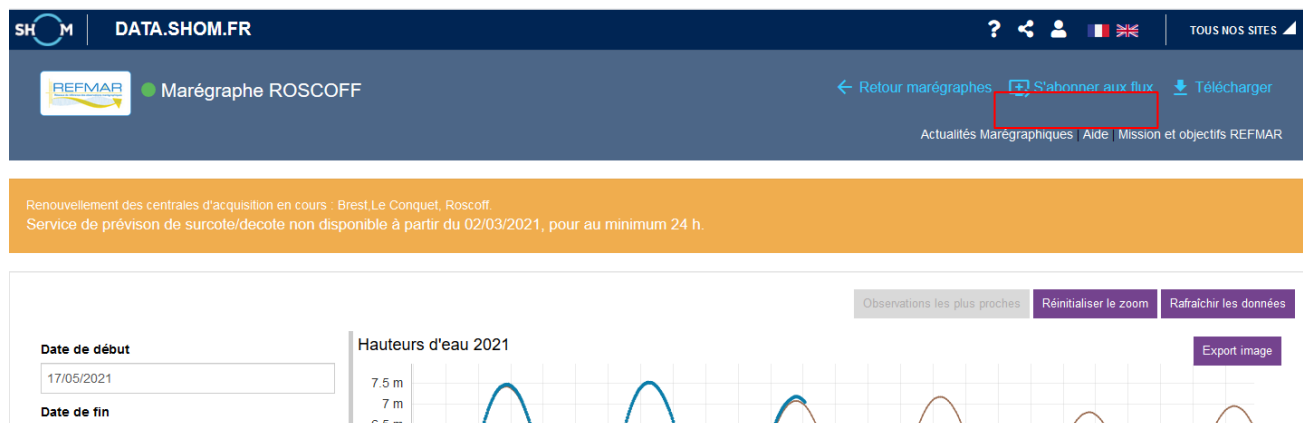 SHOM DATA.SHOM.FR ? TOUS NOS SITES
REFMAR Marégraphe ROSCOFF
Retour marégraphes S'abonner aux flux Télécharger
Actualités Marégraphiques | Aide | Mission et objectifs REFMAR
Renouvellement des centrales d'acquisition en cours : Brest,Le Conquet, Roscoff.
Service de prévison de surcote/decote non disponible à partir du 02/03/2021, pour au minimum 24 h.
Observations les plus proches Réinitialiser le zoom Rafraîchir les données
Date de début
17/05/2021
Date de fin
Hauteurs d'eau 2021
Export image
7.5 m
7 m
6.5 m